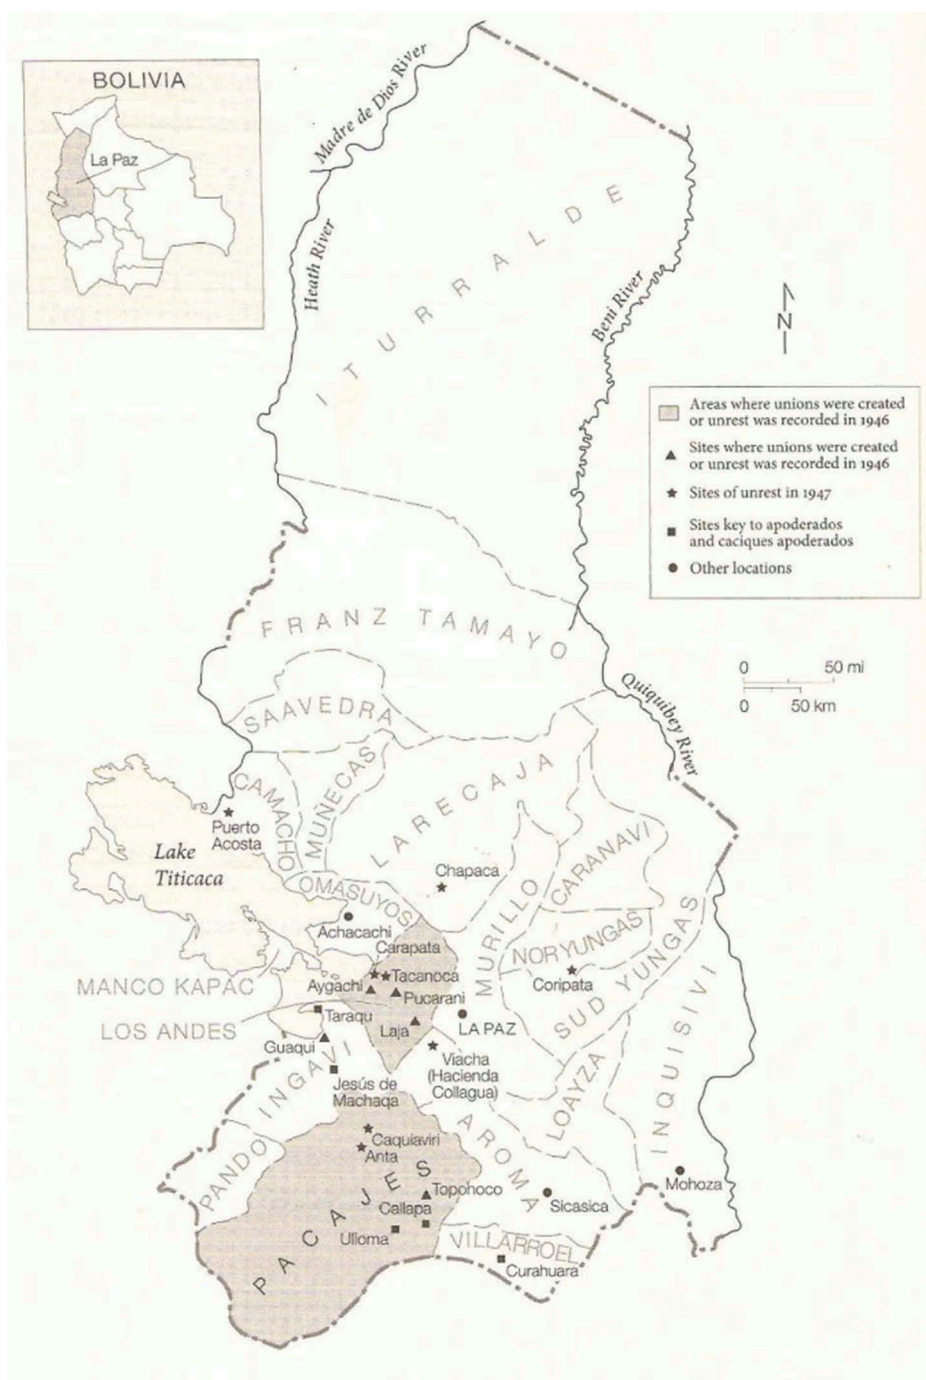 BOLIVIA
La Paz
Madre de Dios River
Heath River
ITURRALDE
Beni River
N
Areas where unions were created
or unrest was recorded in 1946
Sites where unions were created
or unrest was recorded in 1946
Sites of unrest in 1947
Sites key to apoderados
and caciques apoderados
Other locations
FRANZ TAMAYO
0 50 mi
0 50 km
Quiquibey River
SAAVEDRA
CAMACHO
MUÑECAS
LARECAJA
Puerto
Acosta
Lake
Titicaca
OMASUYOS
Chapaca
MURILLO
CARANAVI
Achacachi
Carapata
NOR YUNGAS
SUD YUNGAS
INQUISIVI
MANCO KAPAC
Aygachi
Tacanoca
Coripata
Pucarani
LOS ANDES
Taraqu
Laja
LA PAZ
Guaqui
INGAVI
Viacha
(Hacienda
Collagua)
Jesús de
Machaqa
LOAYZA
PANDO
AROMA
Caquiaviri
Anta
PACAJES
Topohoco
Callapa
Ulloma
Sicasica
Mohoza
VILLARROEL
Curahuara